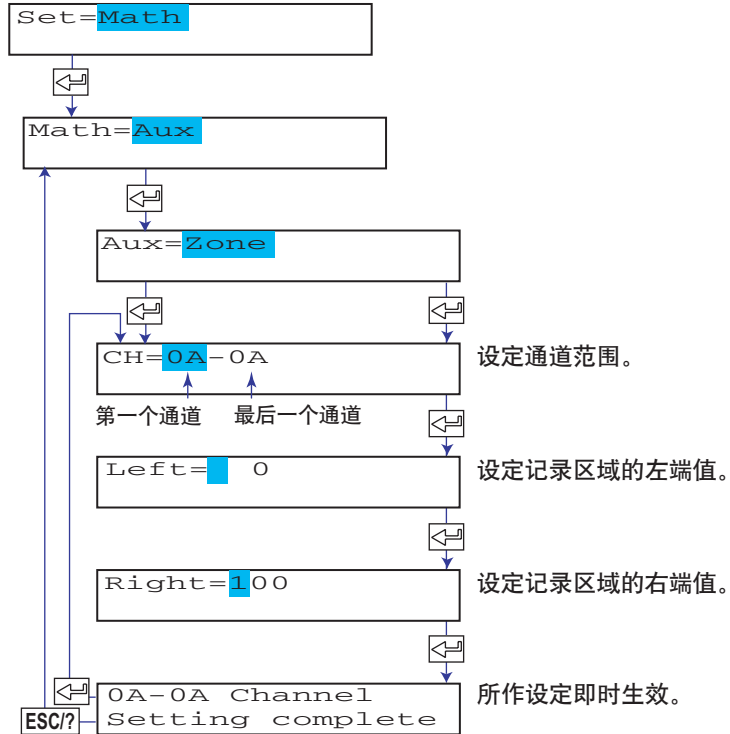 Set=Math
Math=Aux
Aux=Zone
CH=0A-0A
设定通道范围。
第一个通道
最后一个通道
Left=  0
设定记录区域的左端值。
Right=100
设定记录区域的右端值。
0A-0A Channel
Setting complete
所作设定即时生效。
ESC/?